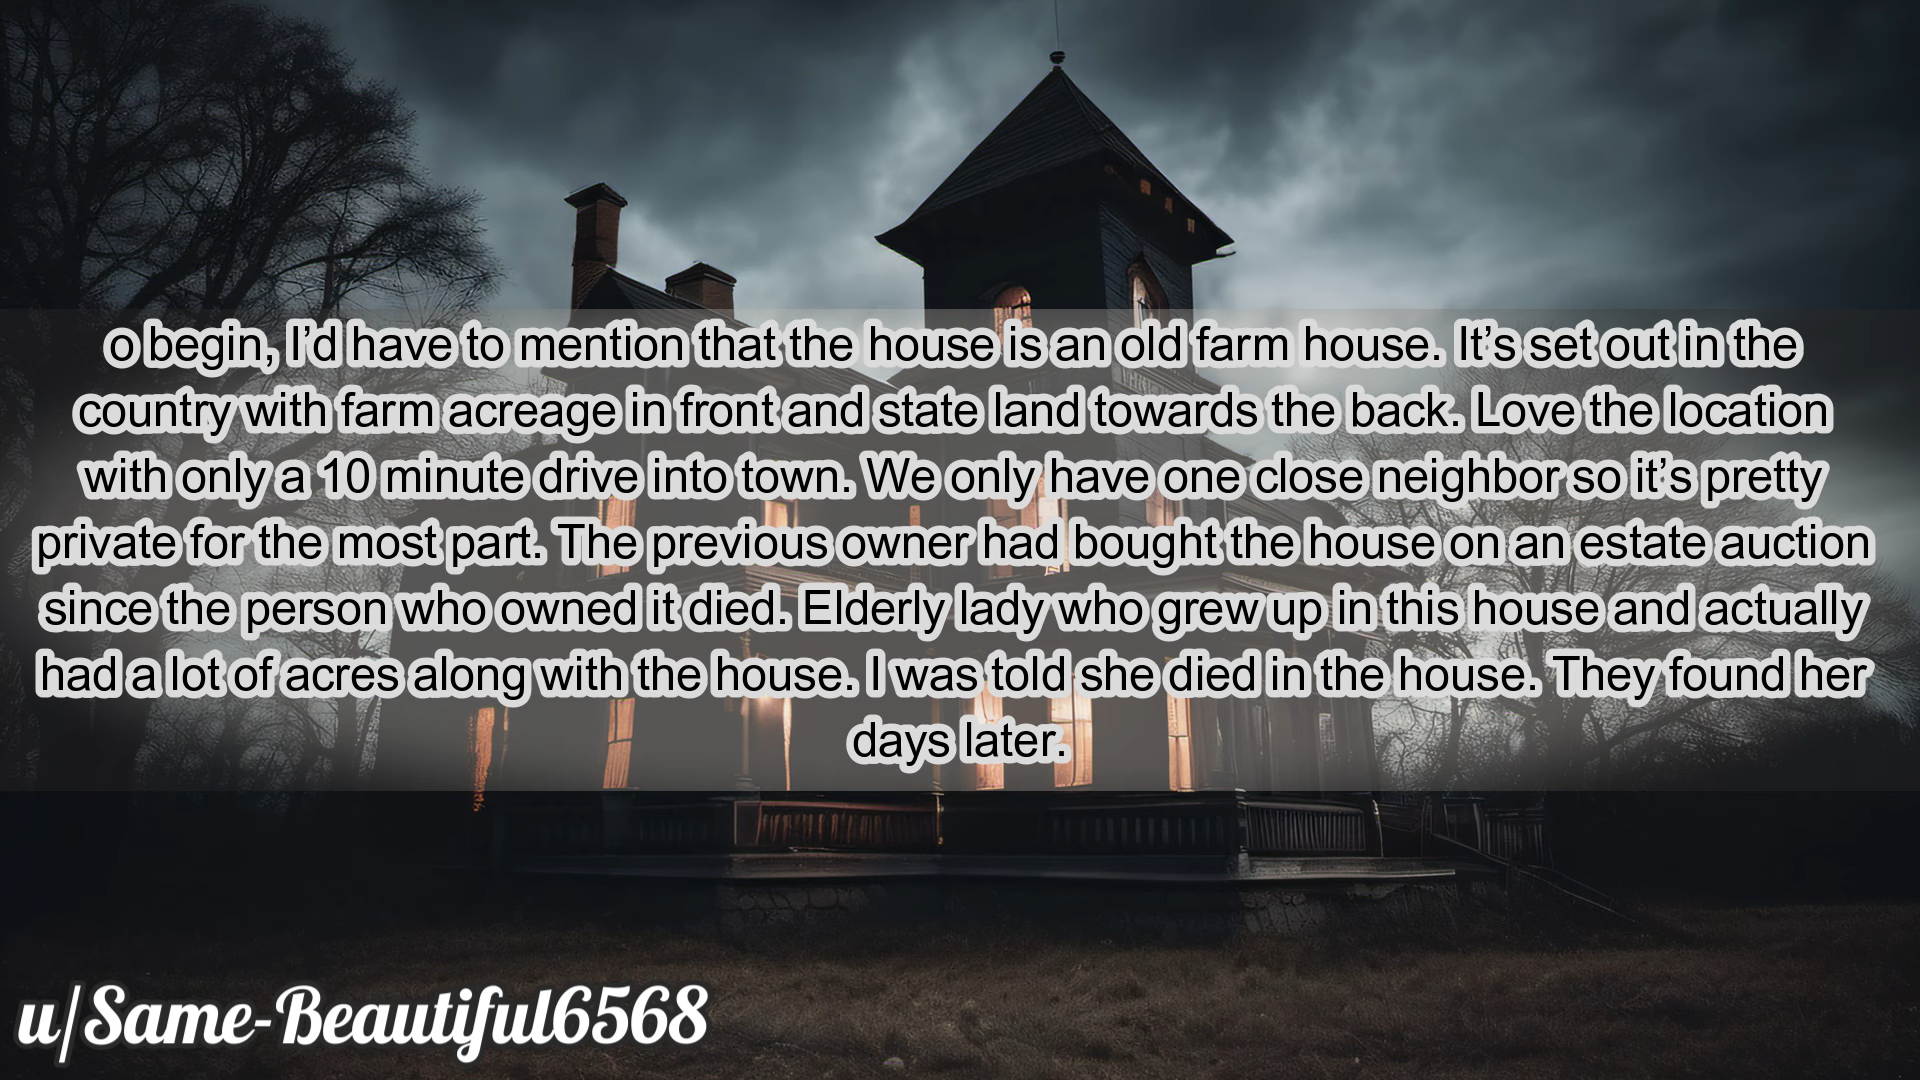 o begin, I’d have to mention that the house is an old farm house. It’s set out in the
country with farm acreage in front and state land towards the back. Love the location
with only a 10 minute drive into town. We only have one close neighbor so it’s pretty
private for the most part. The previous owner had bought the house on an estate auction
since the person who owned it died. Elderly lady who grew up in this house and actually
had a lot of acres along with the house. I was told she died in the house. They found her
days later.
u/Same-Beautiful6568